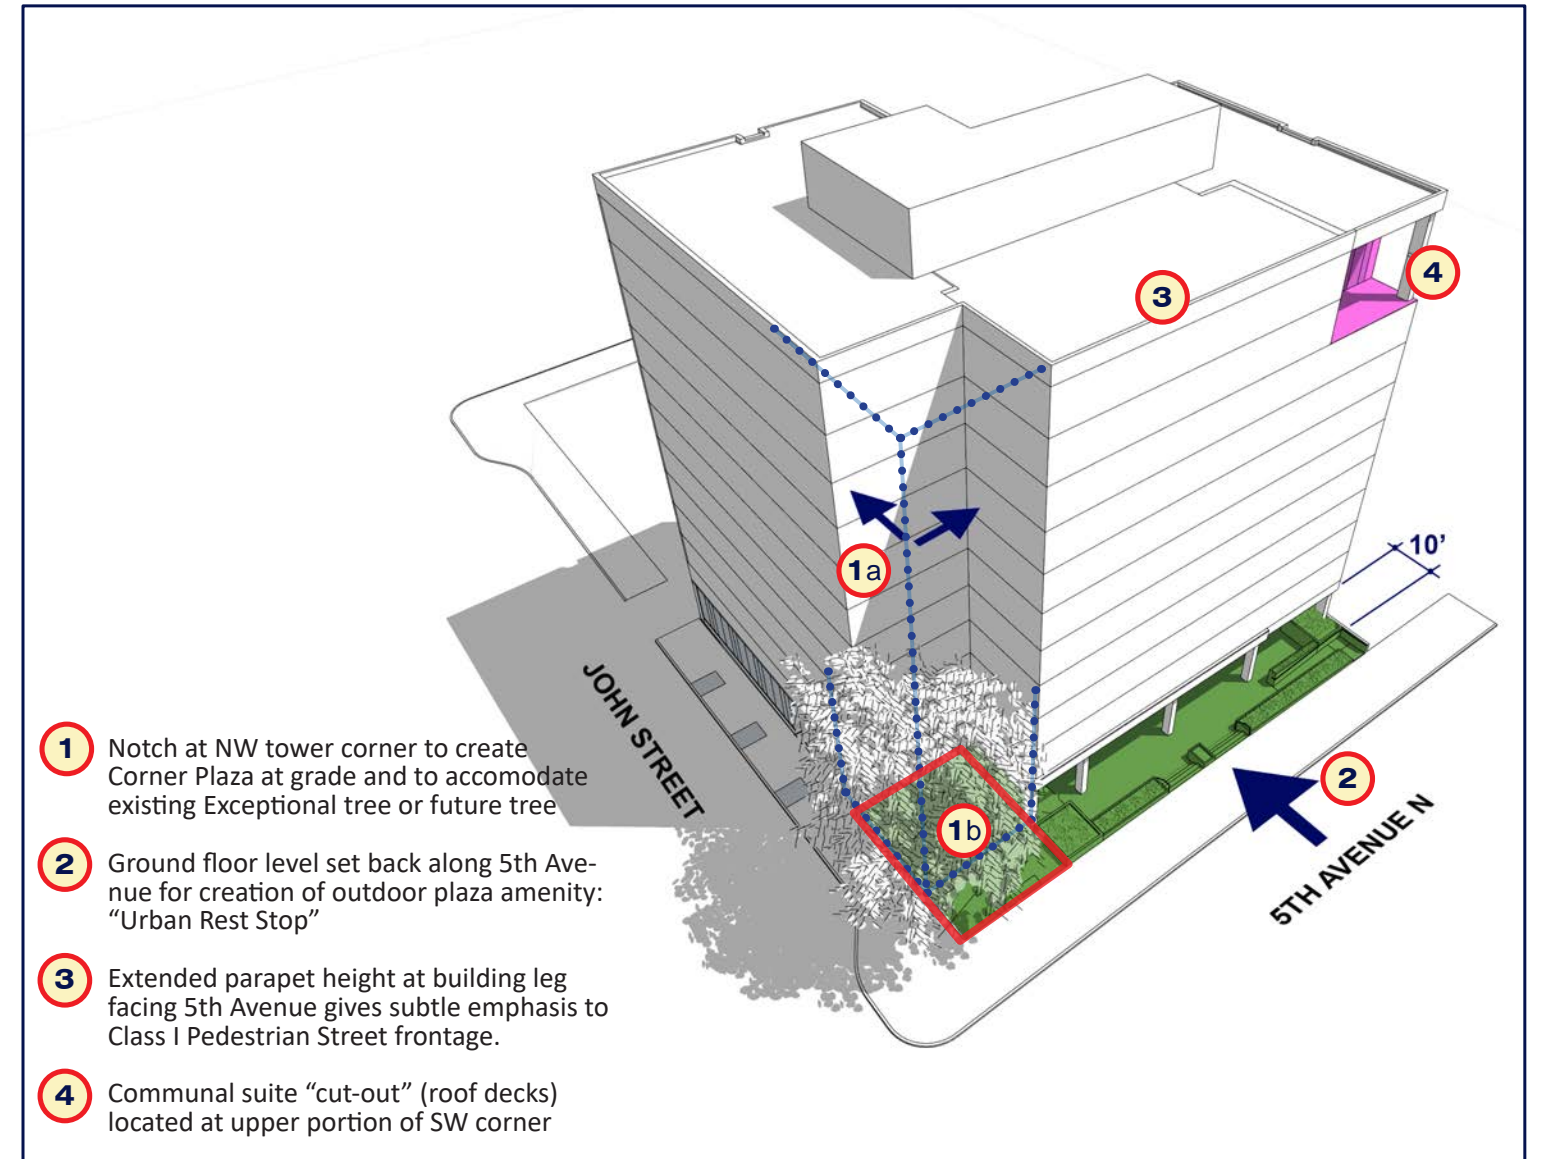 3
4
10'
1a
JOHN STREET
2
1b
5TH AVENUE N
1 Notch at NW tower corner to create
Corner Plaza at grade and to accomodate
existing Exceptional tree or future tree
2 Ground floor level set back along 5th Ave-
nue for creation of outdoor plaza amenity:
“Urban Rest Stop”
3 Extended parapet height at building leg
facing 5th Avenue gives subtle emphasis to
Class I Pedestrian Street frontage.
4 Communal suite “cut-out” (roof decks)
located at upper portion of SW corner